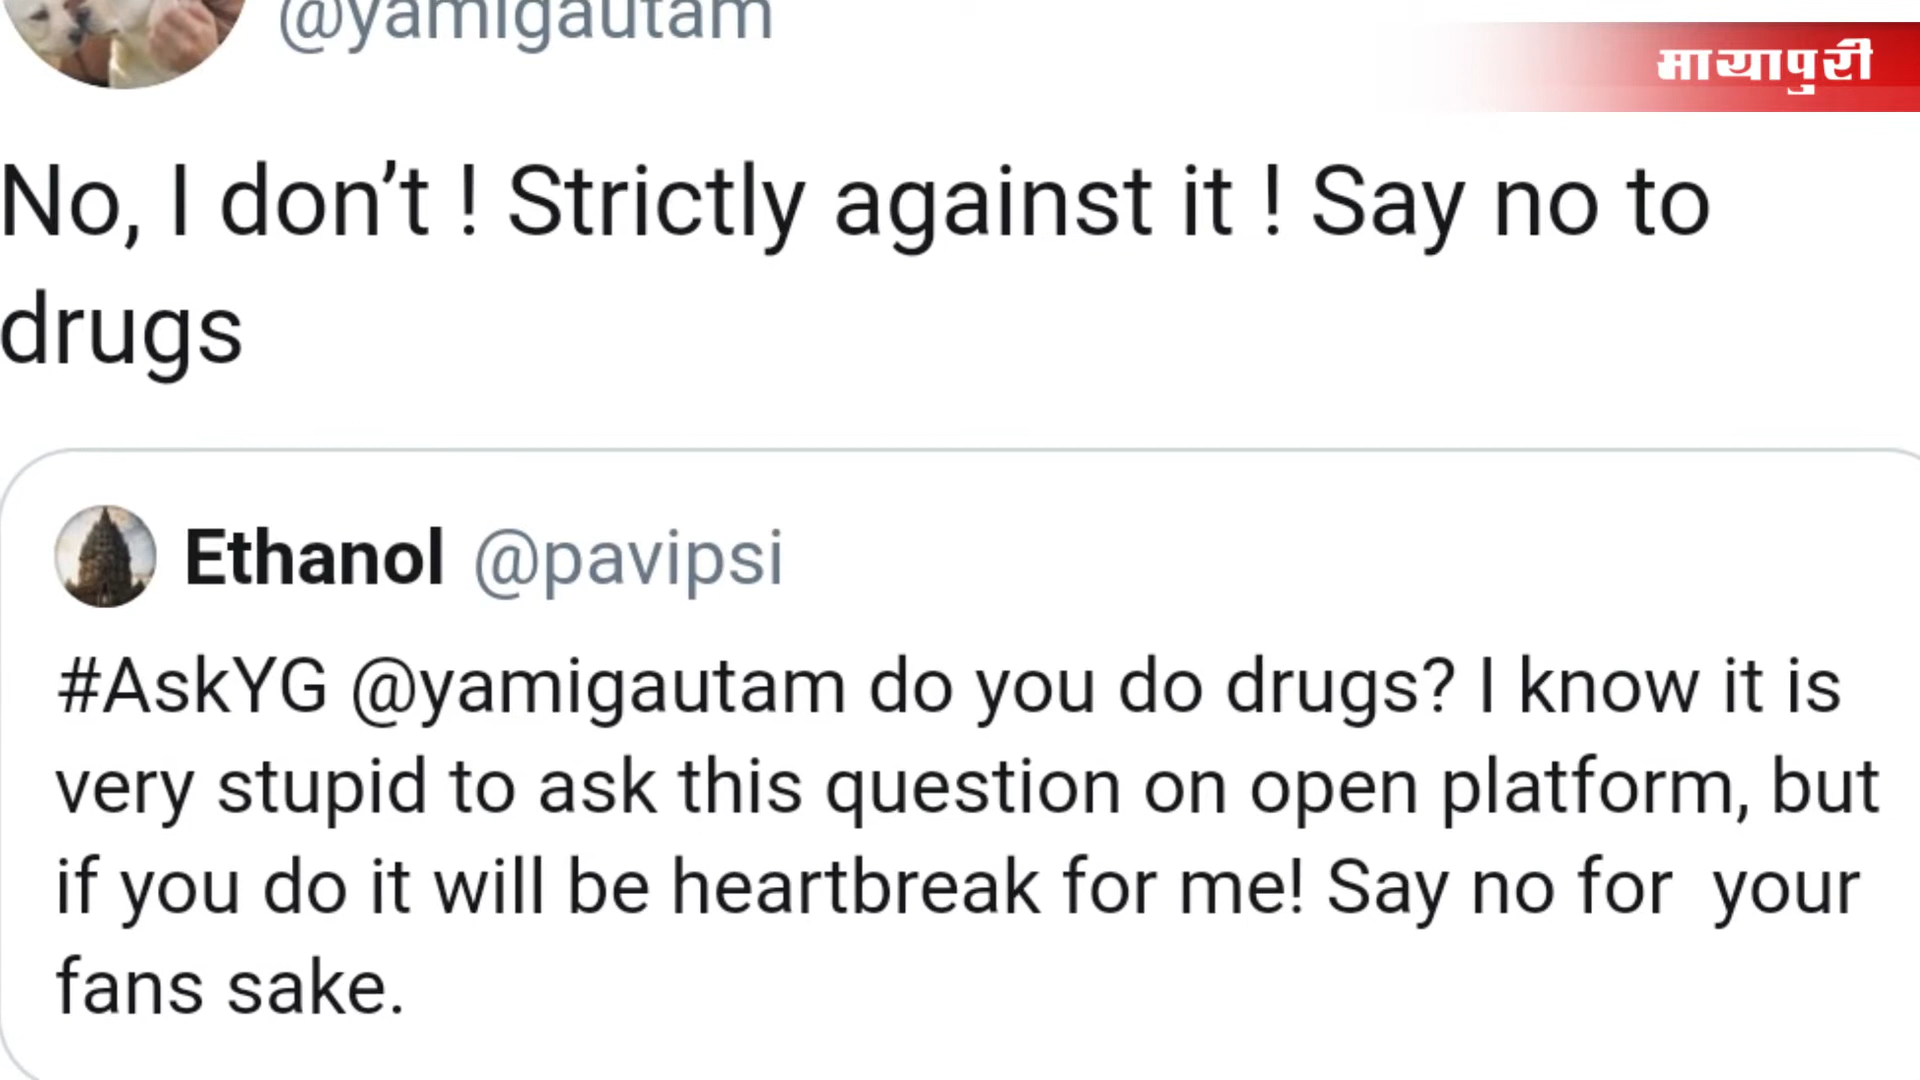 @yamigautam
मायापुरी
No, I don’t ! Strictly against it ! Say no to
drugs
Ethanol @pavipsi
#AskYG @yamigautam do you do drugs? I know it is
very stupid to ask this question on open platform, but
if you do it will be heartbreak for me! Say no for  your
fans sake.